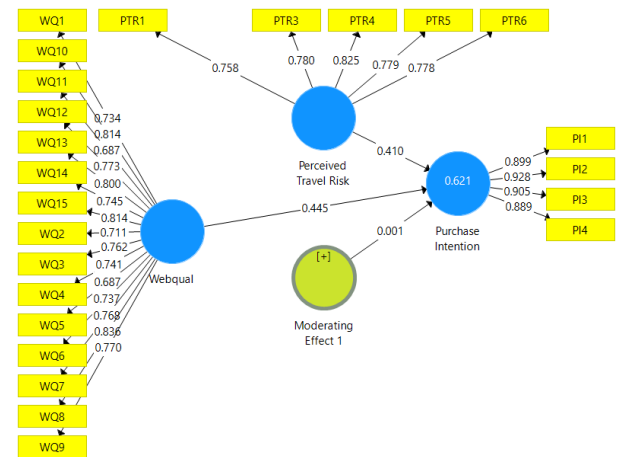 WQ1
PTR1
PTR3
PTR4
PTR5
PTR6
WQ10
WQ11
WQ12
WQ13
WQ14
WQ15
WQ2
WQ3
WQ4
WQ5
WQ6
WQ7
WQ8
WQ9
0.758
0.780
0.825
0.779
0.778
0.734
0.814
0.687
0.773
0.800
0.745
0.814
0.711
0.762
0.741
0.687
0.737
0.768
0.836
0.770
Webqual
Perceived
Travel Risk
0.410
0.445
0.001
[+]
Moderating
Effect 1
0.621
Purchase
Intention
0.899
0.928
0.905
0.889
PI1
PI2
PI3
PI4